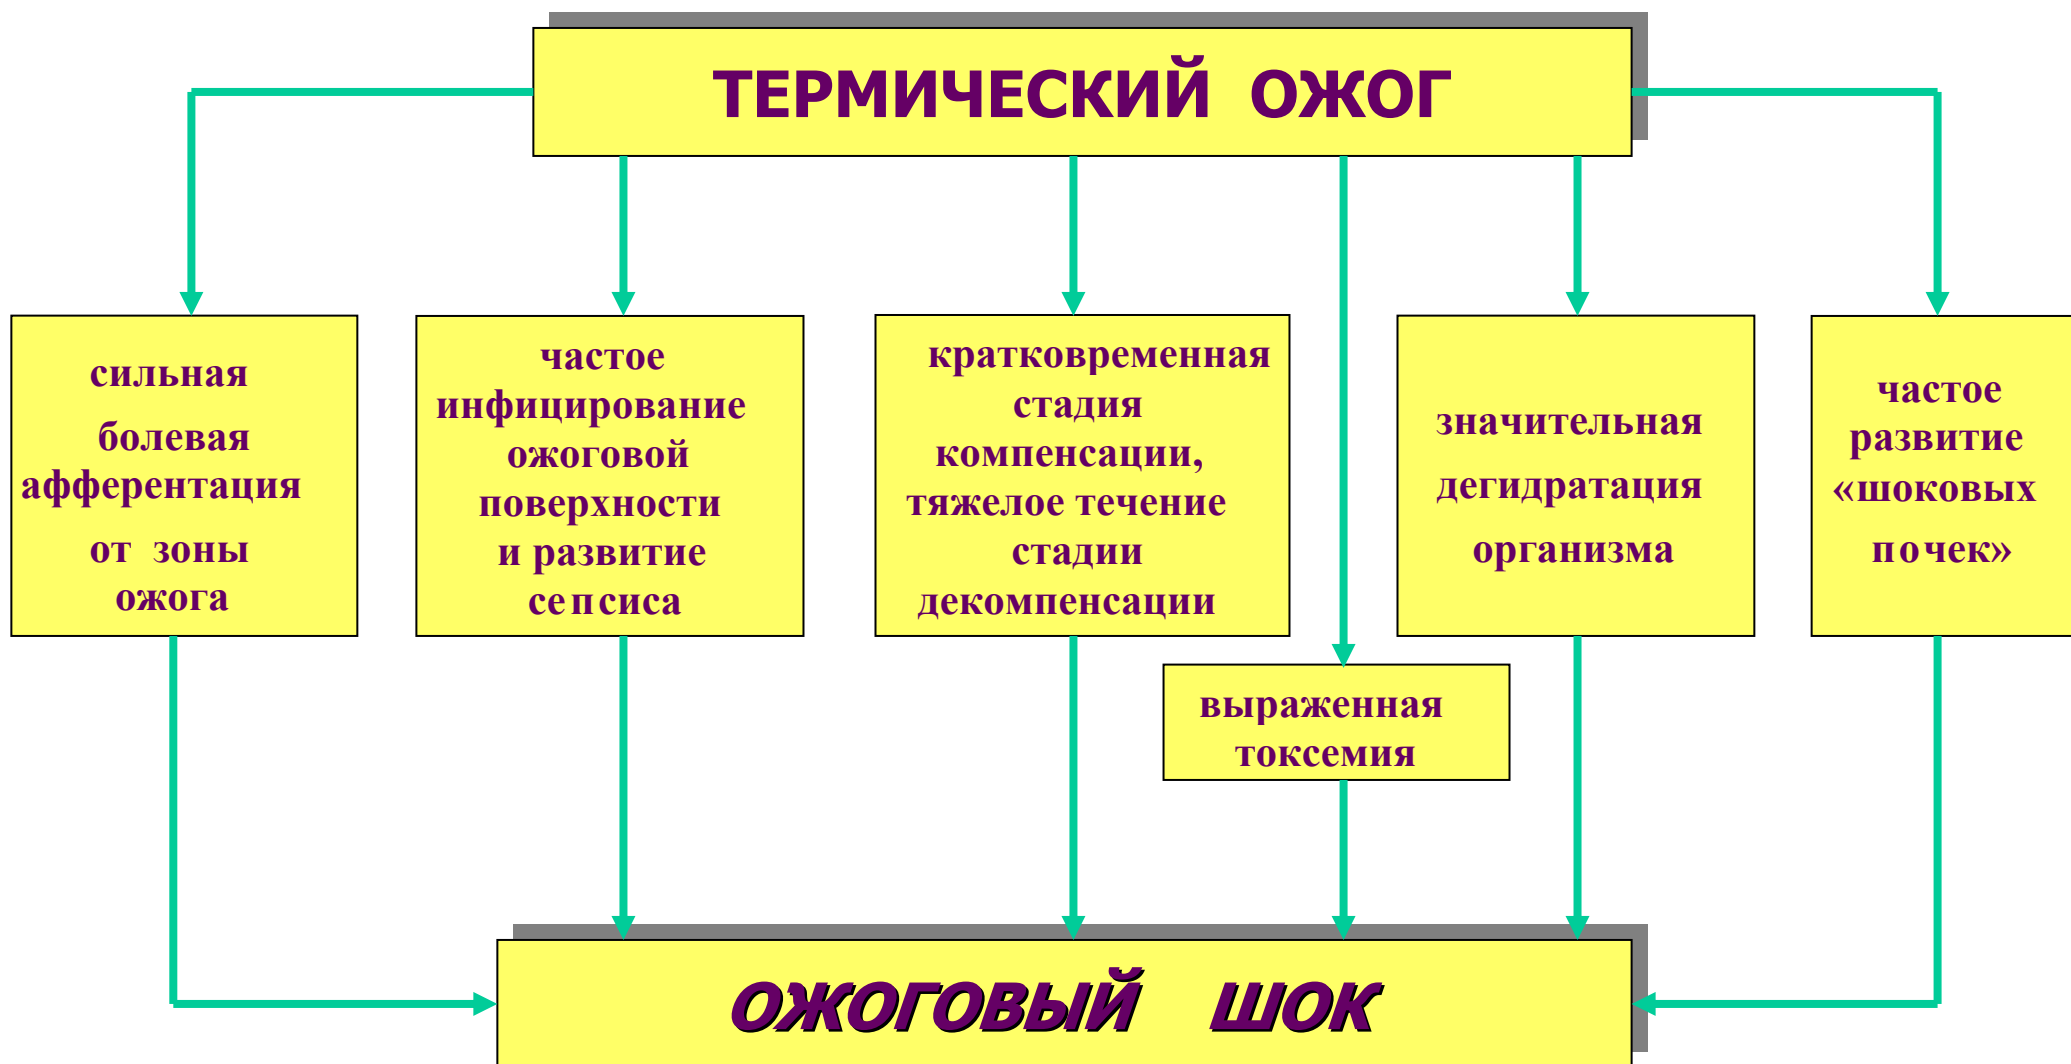 ТЕРМИЧЕСКИЙ ОЖОГ
сильная
болевая
афферентация
от зоны
ожога
частое
инфицирование
ожоговой
поверхности
и развитие
сепсиса
кратковременная
стадия
компенсации,
тяжелое течение
стадии
декомпенсации
выраженная
токсемия
значительная
дегидратация
организма
частое
развитие
«шоковых
почек»
ОЖОГОВЫЙ ШОК